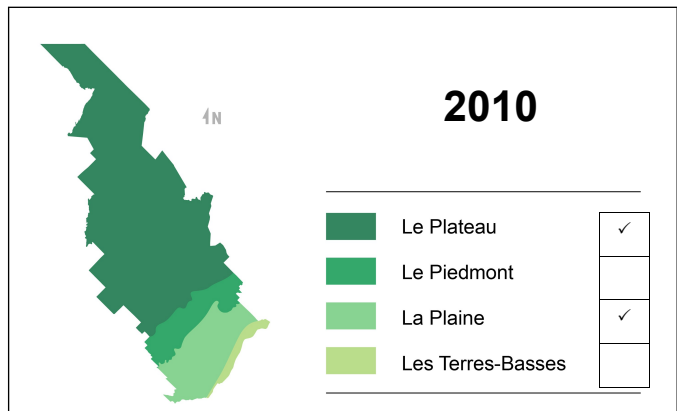 N
2010
Le Plateau ✓
Le Piedmont
La Plaine ✓
Les Terres-Basses